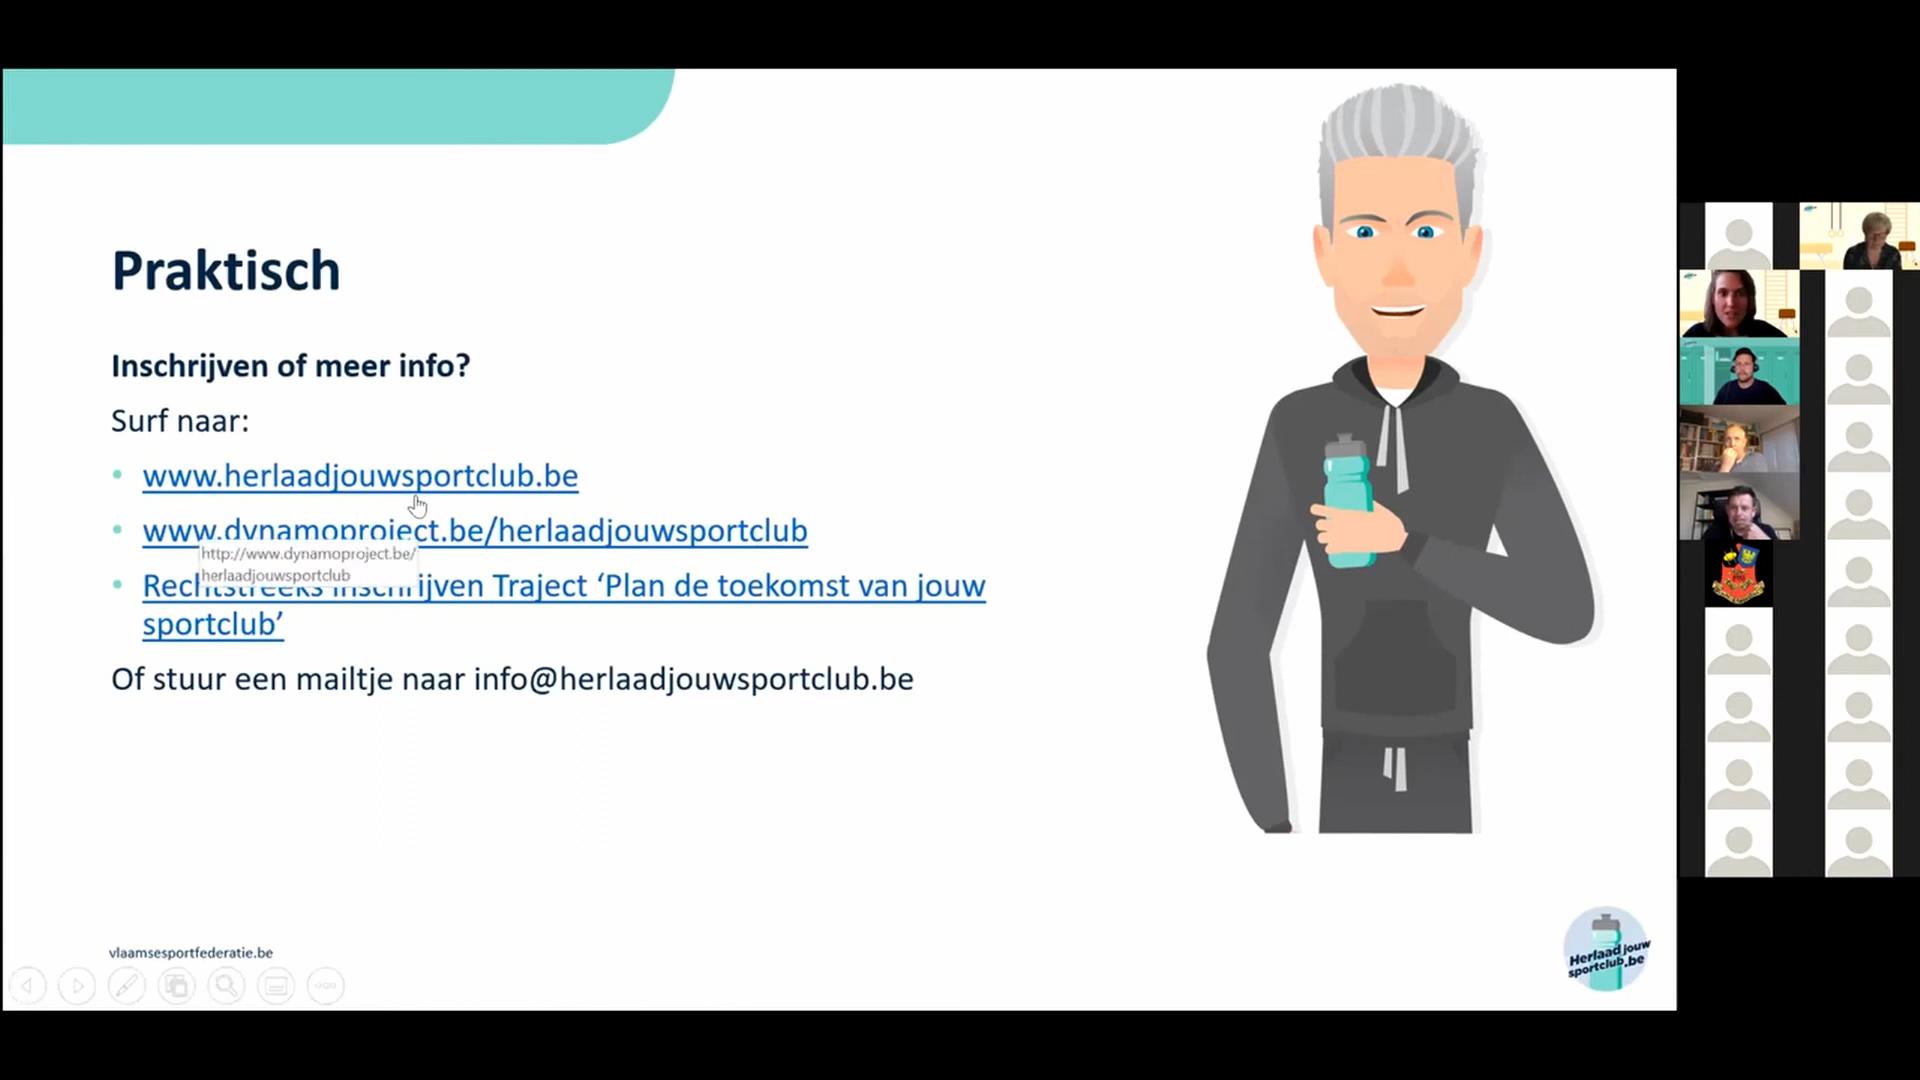 Praktisch
Inschrijven of meer info?
Surf naar:
• www.herlaadjouwsportclub.be
• www.dynamoproject.be/herlaadjouwsportclub
http://www.dynamoproject.be/
herlaadjouwsportclub
• Rechtstreeks inschrijven Traject ‘Plan de toekomst van jouw
sportclub’
Of stuur een mailtje naar info@herlaadjouwsportclub.be
vlaamsesportfederatie.be
Herlaad jouw
sportclub.be